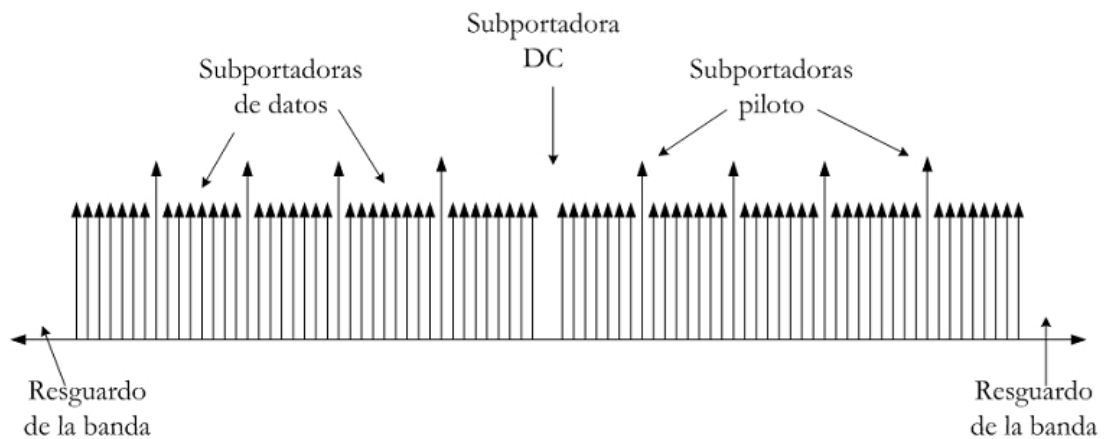 Subportadora
DC
Subportadoras
de datos
Subportadoras
piloto
Resguardo
de la banda
Resguardo
de la banda